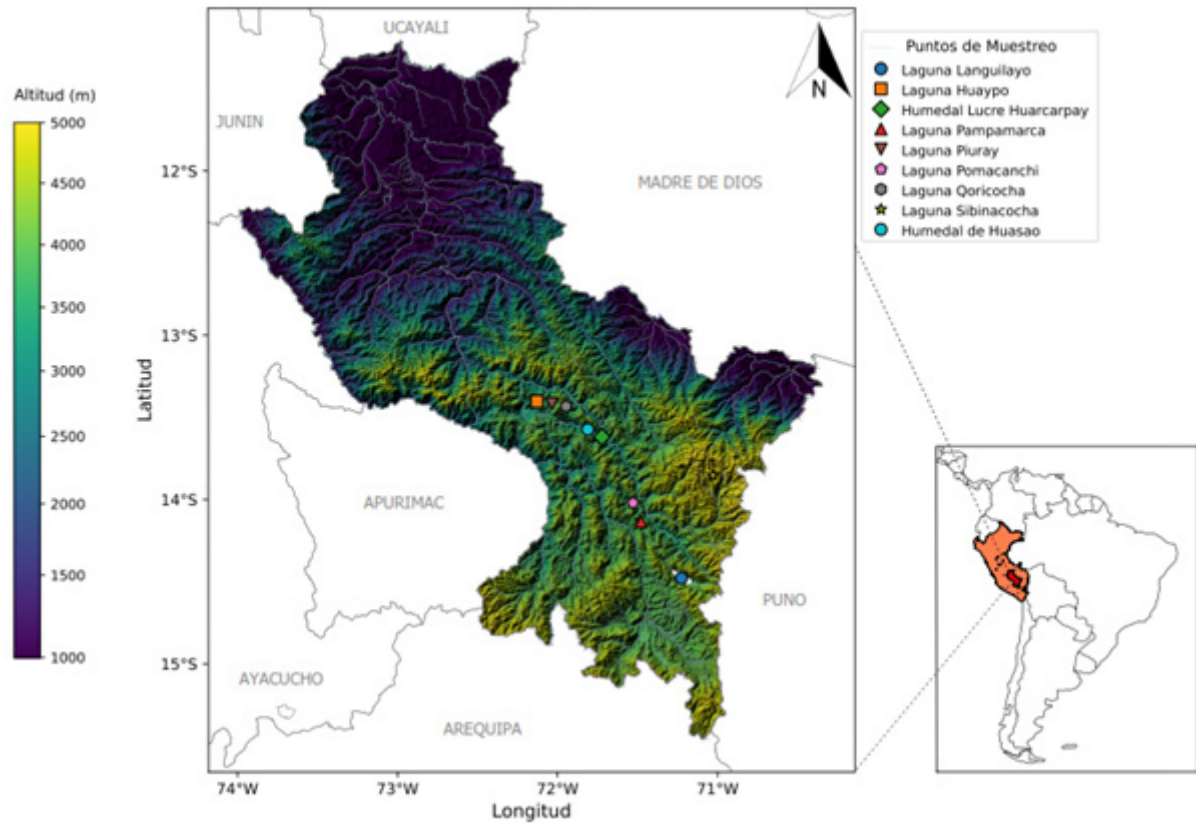 UCAYALI
JUNIN
MADRE DE DIOS
APURIMAC
PUNO
AYACUCHO
AREQUIPA
N
Altitud (m)
5000
4500
4000
3500
3000
2500
2000
1500
1000
Latitud
12°S
13°S
14°S
15°S
74°W
73°W
72°W
71°W
Longitud
Puntos de Muestreo
Laguna Languilayo
Laguna Huaypo
Humedal Lucre Huarcarpay
Laguna Pampamarca
Laguna Piuray
Laguna Pomacanchi
Laguna Qoricocha
Laguna Sibinacocha
Humedal de Huasao